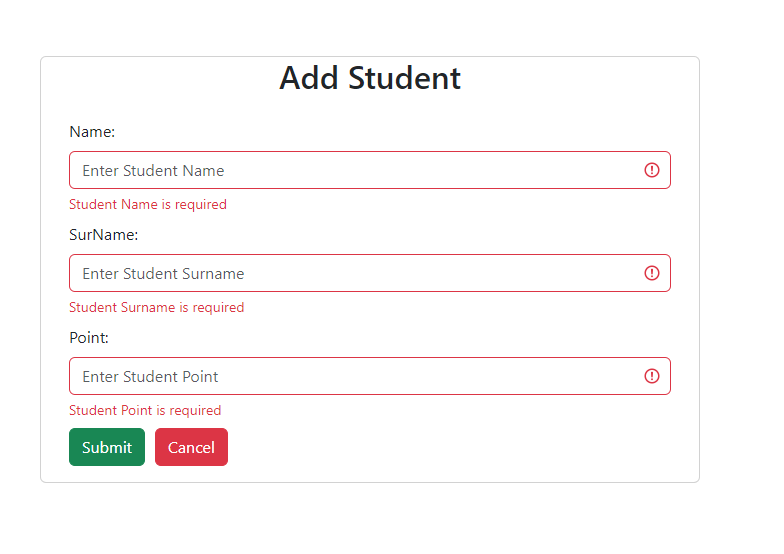 Add Student
Name:
Enter Student Name
Student Name is required
SurName:
Enter Student Surname
Student Surname is required
Point:
Enter Student Point
Student Point is required
Submit Cancel